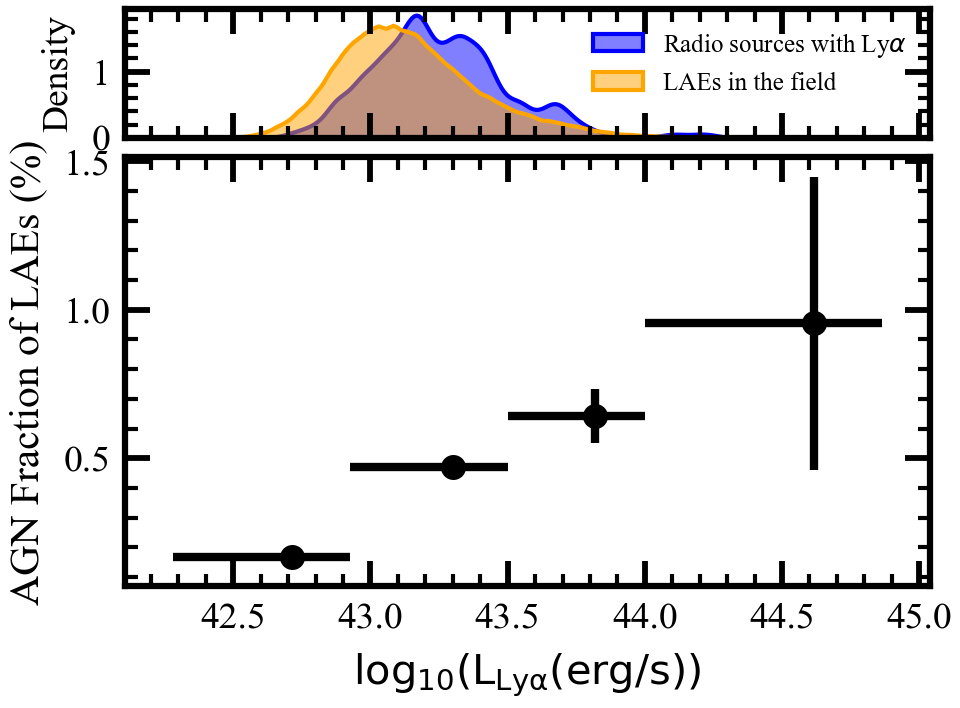 Density
1
0
Radio sources with Lyα
LAEs in the field
AGN Fraction of LAEs (%)
1.5
1.0
0.5
42.5 43.0 43.5 44.0 44.5 45.0
log₁₀(L_Lyα(erg/s))